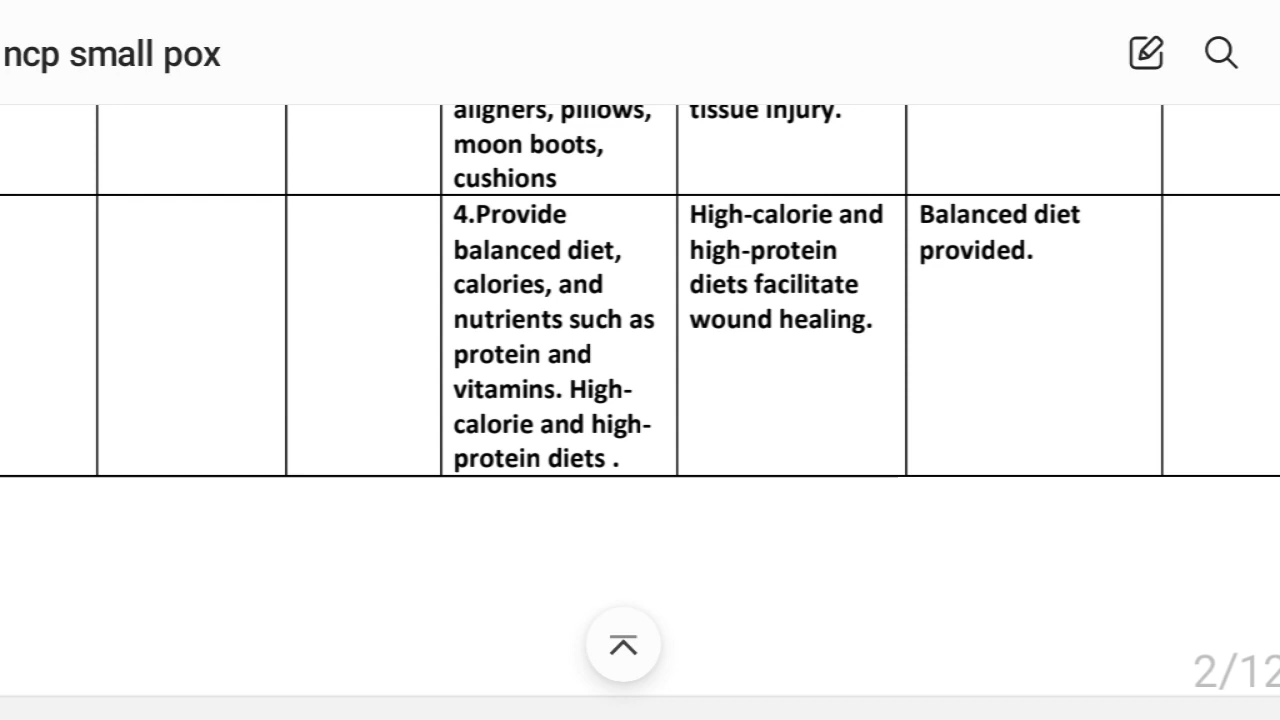 ncp small pox
aligners, pillows,
moon boots,
cushions
tissue injury.
4.Provide
balanced diet,
calories, and
nutrients such as
protein and
vitamins. High-
calorie and high-
protein diets .
High-calorie and
high-protein
diets facilitate
wound healing.
Balanced diet
provided.
2/12